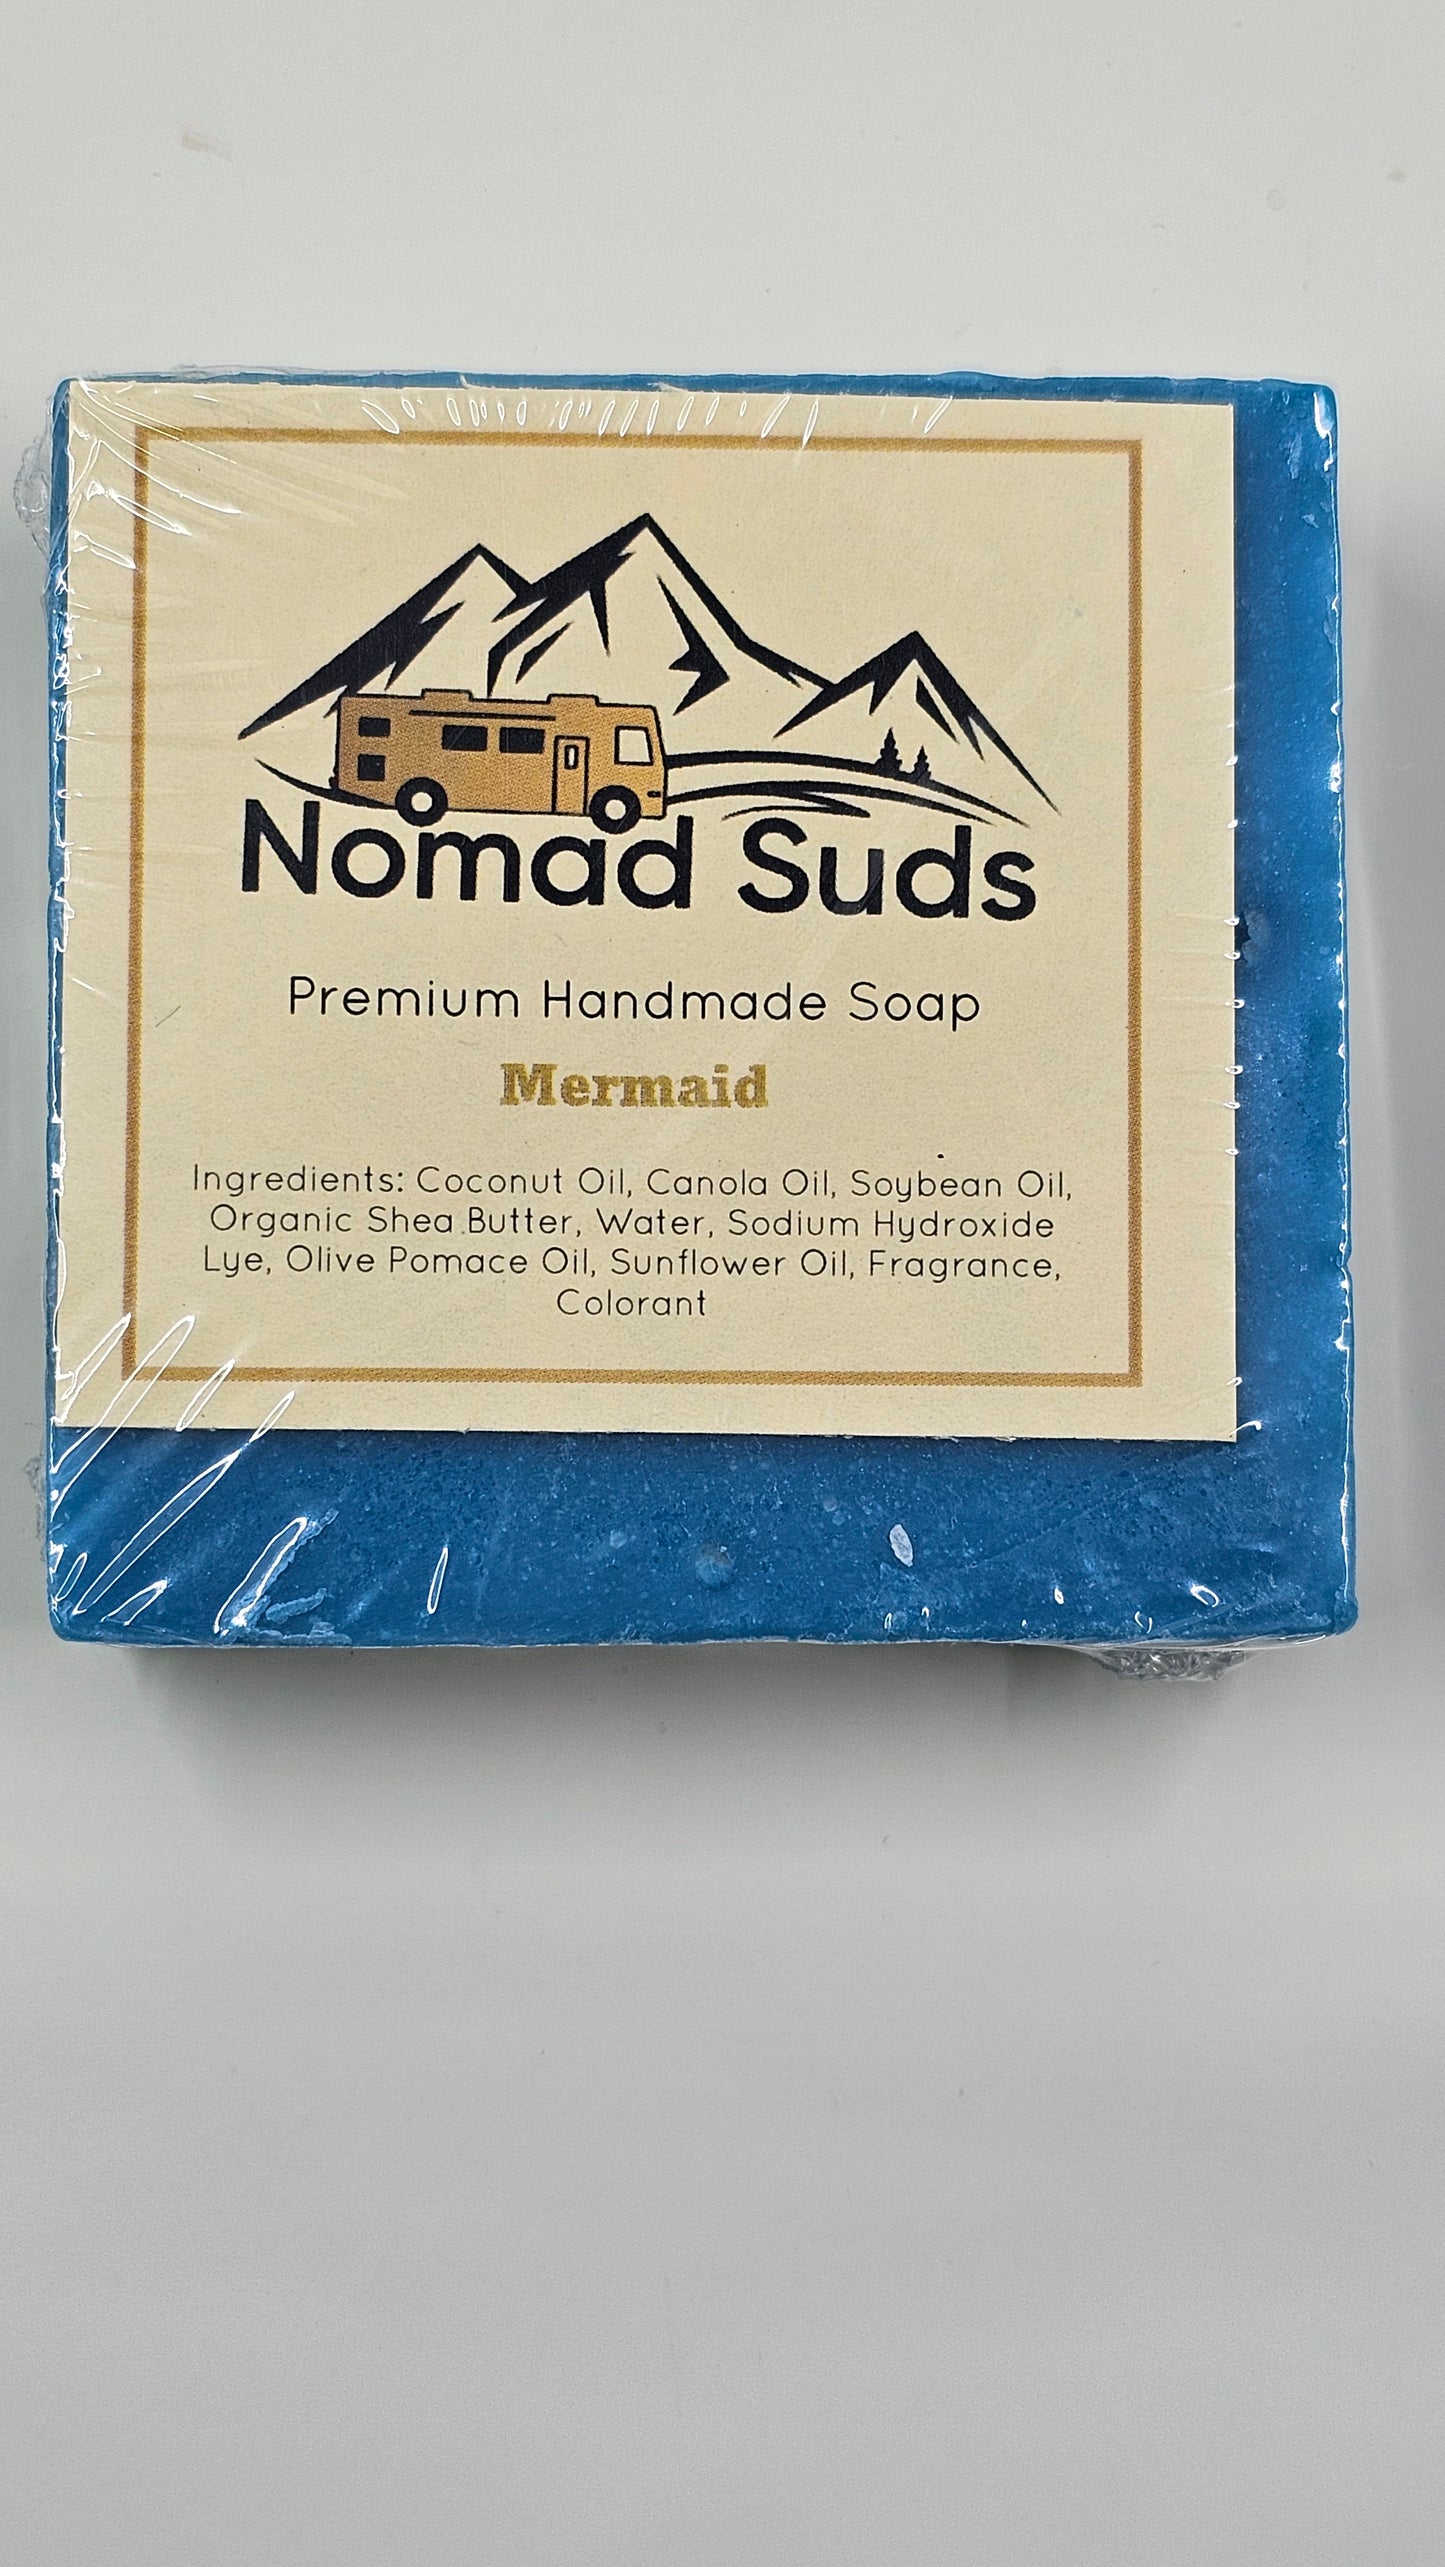 Nomad Suds
Premium Handmade Soap
Mermaid
Ingredients: Coconut Oil, Canola Oil, Soybean Oil,
Organic Shea Butter, Water, Sodium Hydroxide
Lye, Olive Pomace Oil, Sunflower Oil, Fragrance,
Colorant